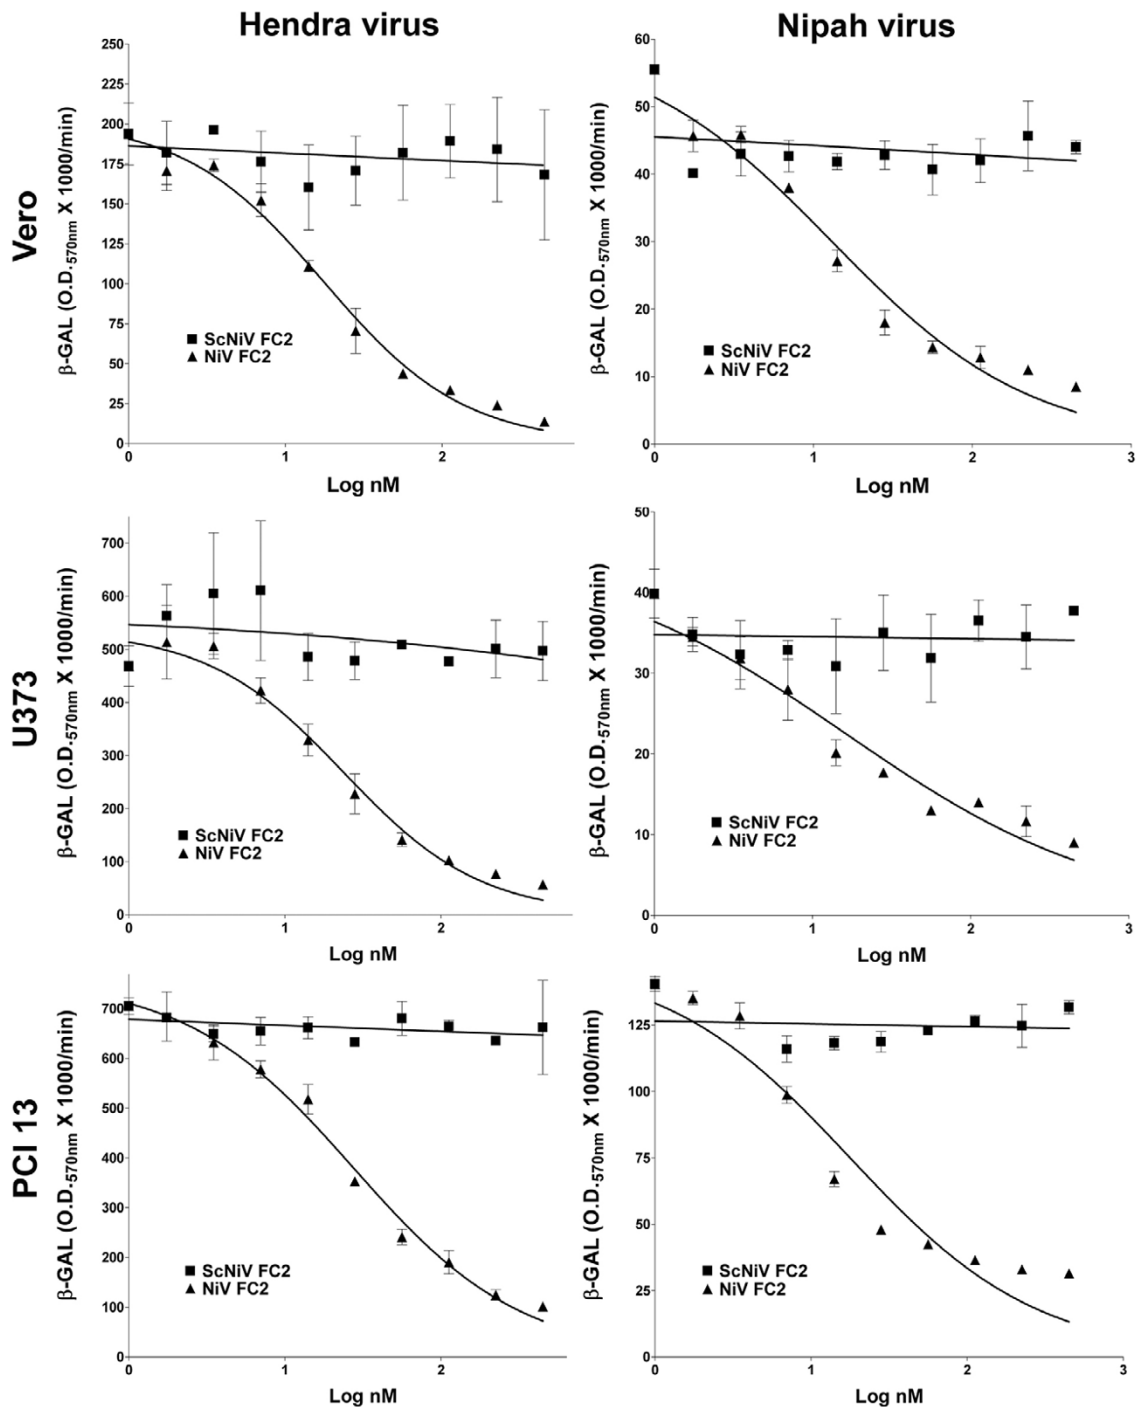 Hendra virus
Nipah virus
Vero
β-GAL (O.D.570nm X 1000/min)
250
225
200
175
150
125
100
75
50
25
0
ScNiV FC2
NiV FC2
0
1
2
Log nM
β-GAL (O.D.570nm X 1000/min)
60
50
40
30
20
10
0
ScNiV FC2
NiV FC2
0
1
2
3
Log nM
U373
β-GAL (O.D.570nm X 1000/min)
700
600
500
400
300
200
100
0
ScNiV FC2
NiV FC2
0
1
2
Log nM
β-GAL (O.D.570nm X 1000/min)
50
40
30
20
10
0
ScNiV FC2
NiV FC2
0
1
2
3
Log nM
PCI 13
β-GAL (O.D.570nm X 1000/min)
700
600
500
400
300
200
100
0
ScNiV FC2
NiV FC2
0
1
2
Log nM
β-GAL (O.D.570nm X 1000/min)
125
100
75
50
25
0
ScNiV FC2
NiV FC2
0
1
2
3
Log nM